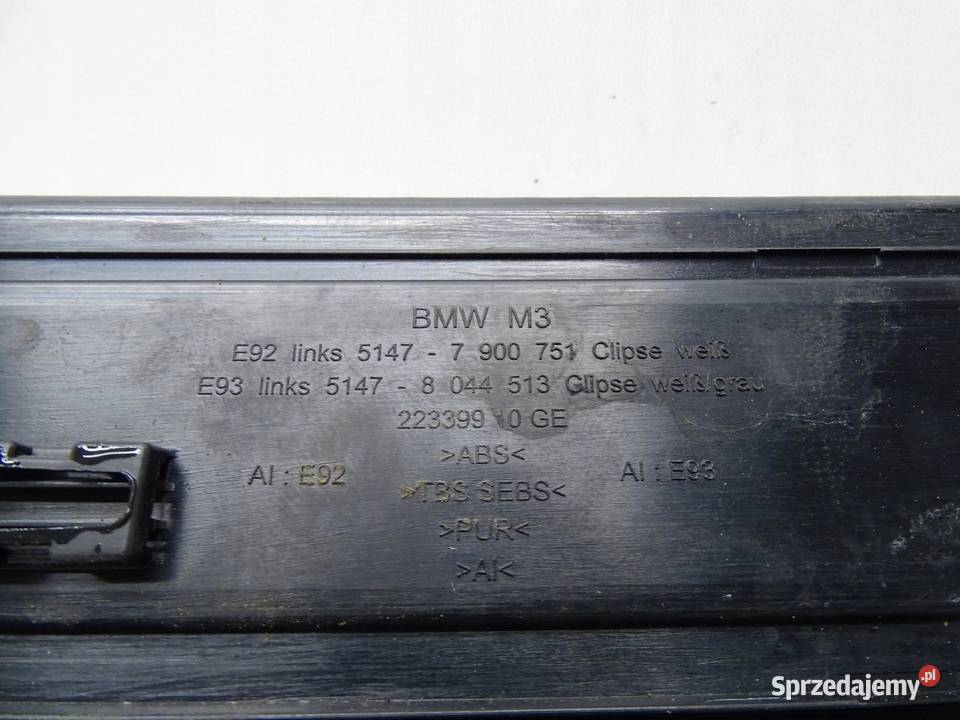 BMW M3
E92 links 5147 - 7 900 751 Clipse weiß
E93 links 5147 - 8 044 513 Clipse weiß/grau
223399 10 GE
>ABS<
AI : E92
AI : E93
>TBS SEBS<
>PUR<
>AI<
Sprzedajemy.pl